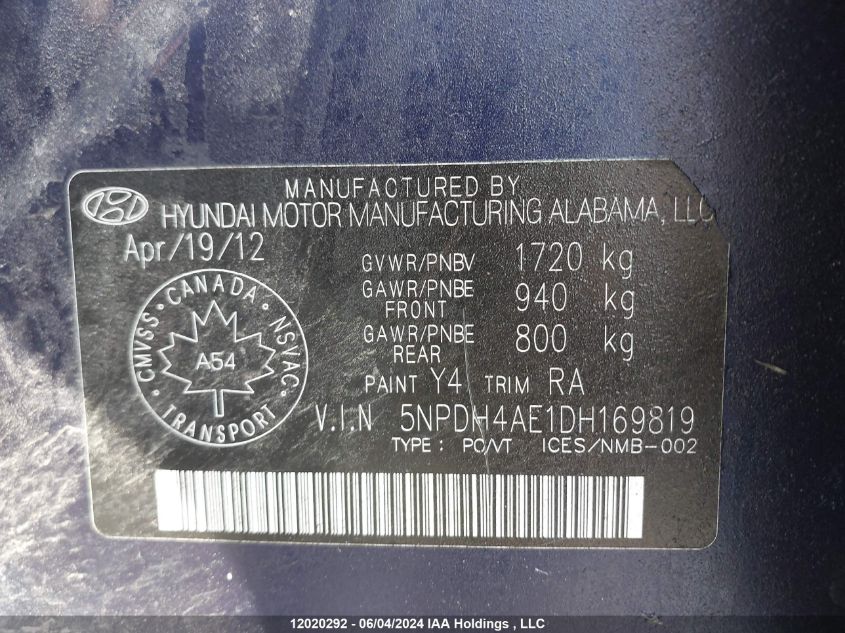 MANUFACTURED BY
HYUNDAI MOTOR MANUFACTURING ALABAMA, LLC
Apr/19/12
GVWR/PNBV 1720 kg
GAWR/PNBE FRONT 940 kg
GAWR/PNBE REAR 800 kg
PAINT Y4 TRIM RA
CANADA
CMVSS · NSVAC
A54
TRANSPORT
V.I.N 5NPDH4AE1DH169819
TYPE : PC/VT ICES/NMB-002
12020292 - 06/04/2024 IAA Holdings , LLC